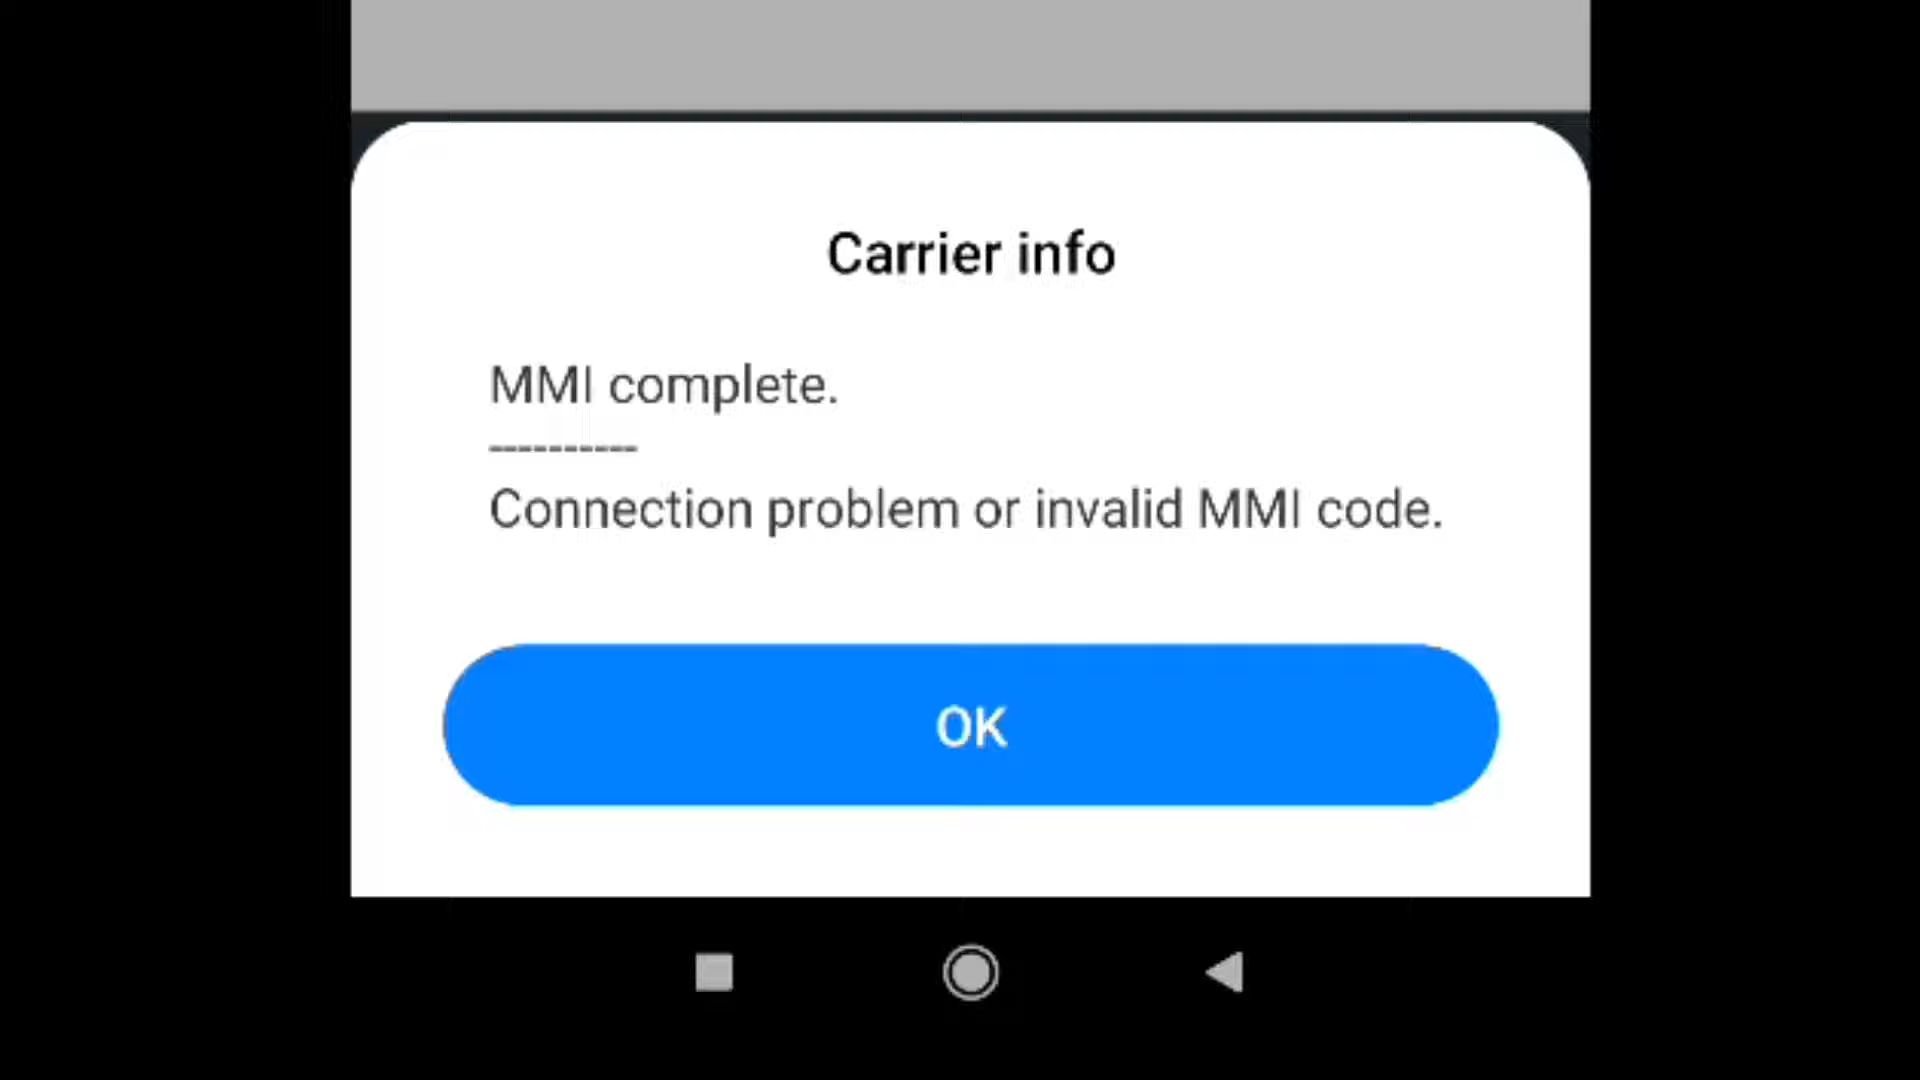 Carrier info
MMI complete.
----------
Connection problem or invalid MMI code.
OK